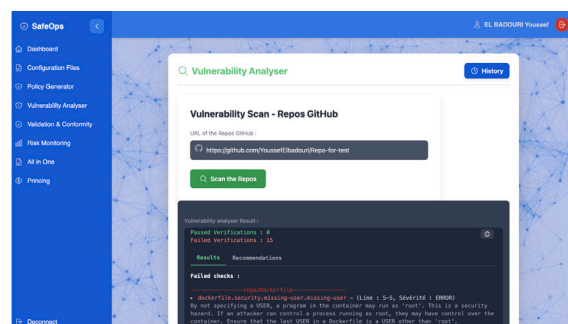 SafeOps
<
EL BADOURI Youssef
Dashboard
Configuration Files
Policy Generator
Vulnerability Analyser
Validation & Conformity
Risk Monitoring
All in One
Princing
Deconnect
Vulnerability Analyser
History
Vulnerability Scan - Repos GitHub
URL of the Repos GitHub :
https://github.com/YoussefElbadouri/Repo-for-test
Scan the Repos
Vulnerability analyser Result :
Passed Verifications : 0
Failed Verifications : 15
Results Recommendations
Failed checks :
--------------repo/Dockerfile--------------
• dockerfile.security.missing-user.missing-user – (Line : 5–5, Sévérité : ERROR)
By not specifying a USER, a program in the container may run as 'root'. This is a security
hazard. If an attacker can control a process running as root, they may have control over the
container. Ensure that the last USER in a Dockerfile is a USER other than 'root'.